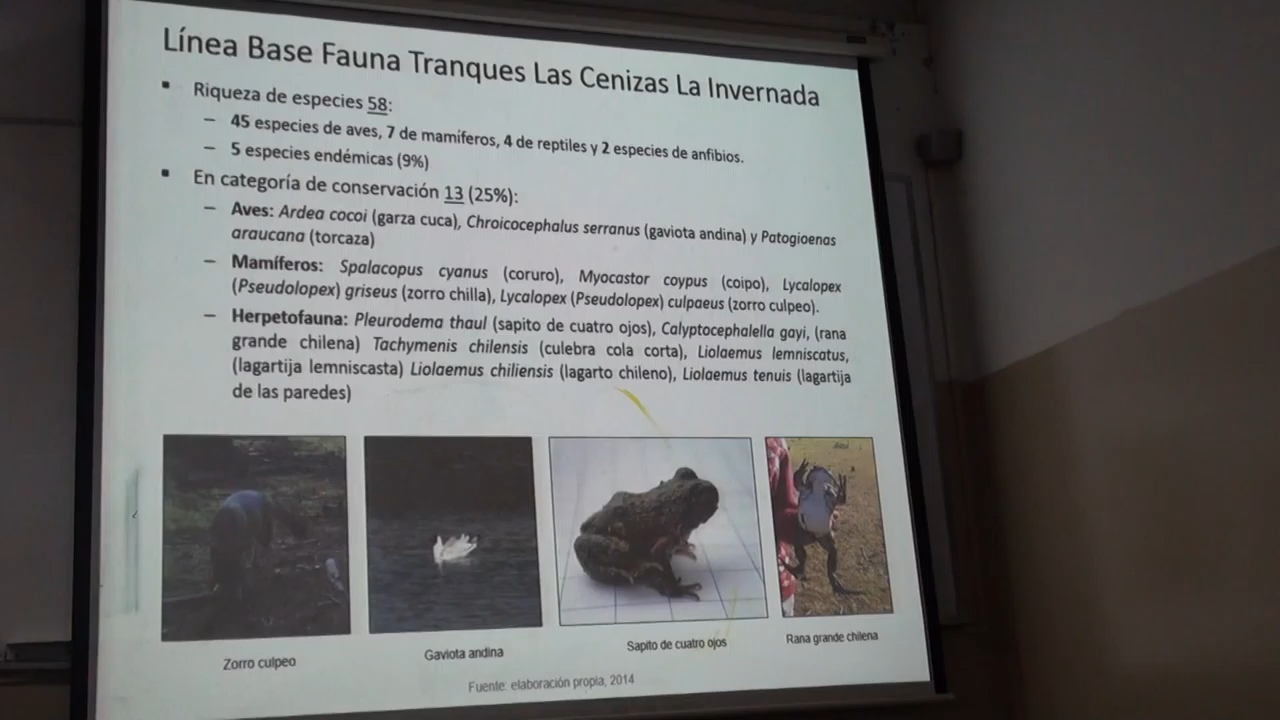 Línea Base Fauna Tranques Las Cenizas La Invernada
Riqueza de especies 58:
– 45 especies de aves, 7 de mamíferos, 4 de reptiles y 2 especies de anfibios.
– 5 especies endémicas (9%)
En categoría de conservación 13 (25%):
– Aves: Ardea cocoi (garza cuca), Chroicocephalus serranus (gaviota andina) y Patogioenas
araucana (torcaza)
– Mamíferos: Spalacopus cyanus (coruro), Myocastor coypus (coipo), Lycalopex
(Pseudolopex) griseus (zorro chilla), Lycalopex (Pseudolopex) culpaeus (zorro culpeo).
– Herpetofauna: Pleurodema thaul (sapito de cuatro ojos), Calyptocephalella gayi, (rana
grande chilena) Tachymenis chilensis (culebra cola corta), Liolaemus lemniscatus,
(lagartija lemniscasta) Liolaemus chiliensis (lagarto chileno), Liolaemus tenuis (lagartija
de las paredes)
Zorro culpeo
Gaviota andina
Sapito de cuatro ojos
Rana grande chilena
Fuente: elaboración propia, 2014